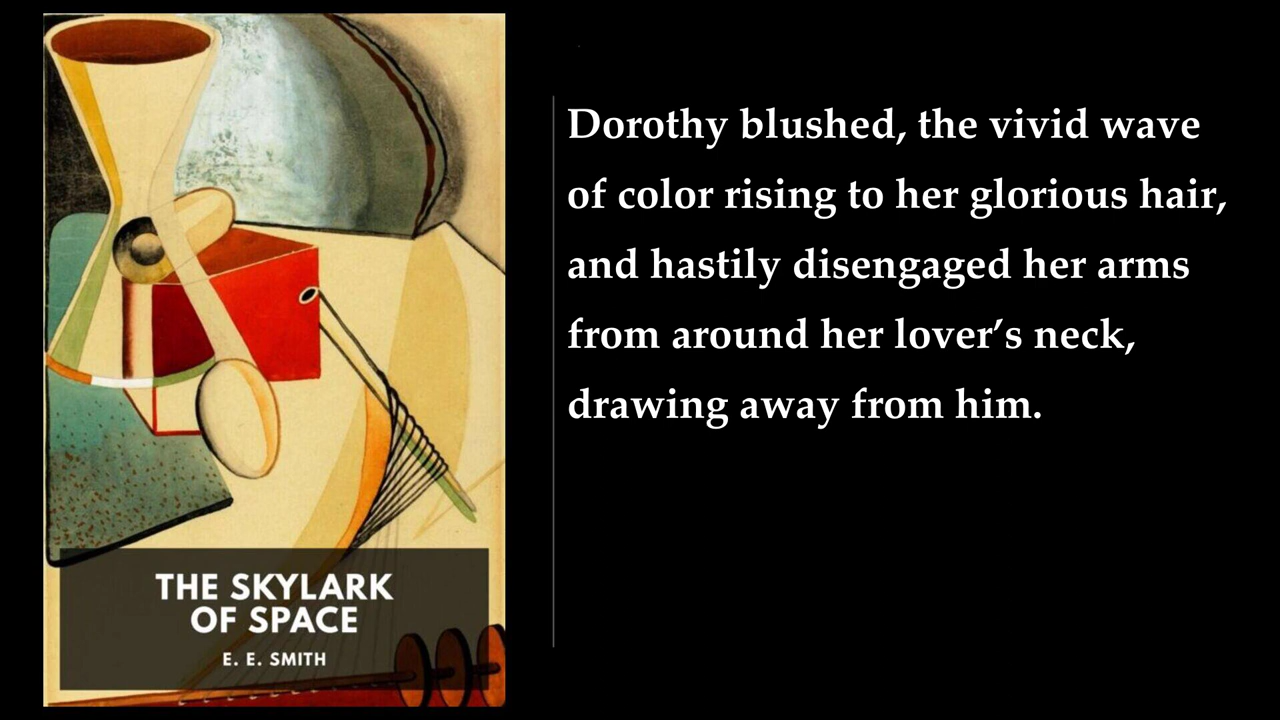 THE SKYLARK
OF SPACE
E. E. SMITH
Dorothy blushed, the vivid wave
of color rising to her glorious hair,
and hastily disengaged her arms
from around her lover’s neck,
drawing away from him.